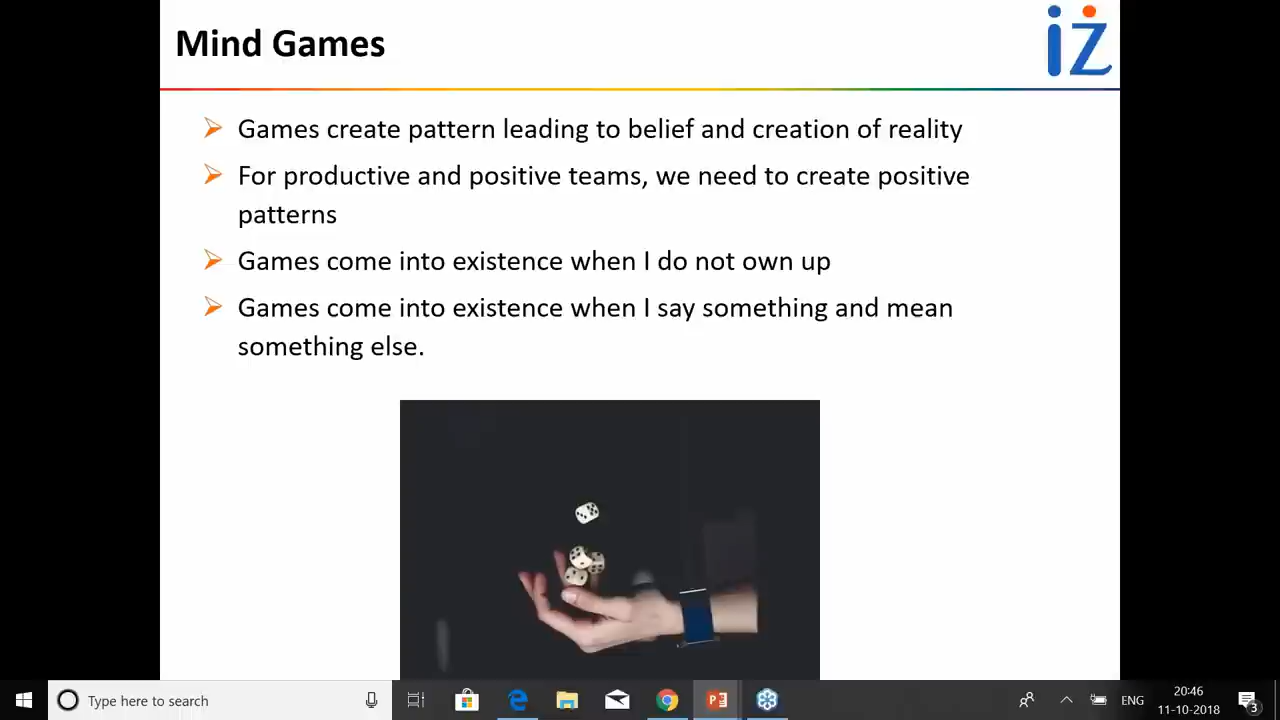 Mind Games
iz
Games create pattern leading to belief and creation of reality
For productive and positive teams, we need to create positive
patterns
Games come into existence when I do not own up
Games come into existence when I say something and mean
something else.
Type here to search
ENG
20:46
11-10-2018
3